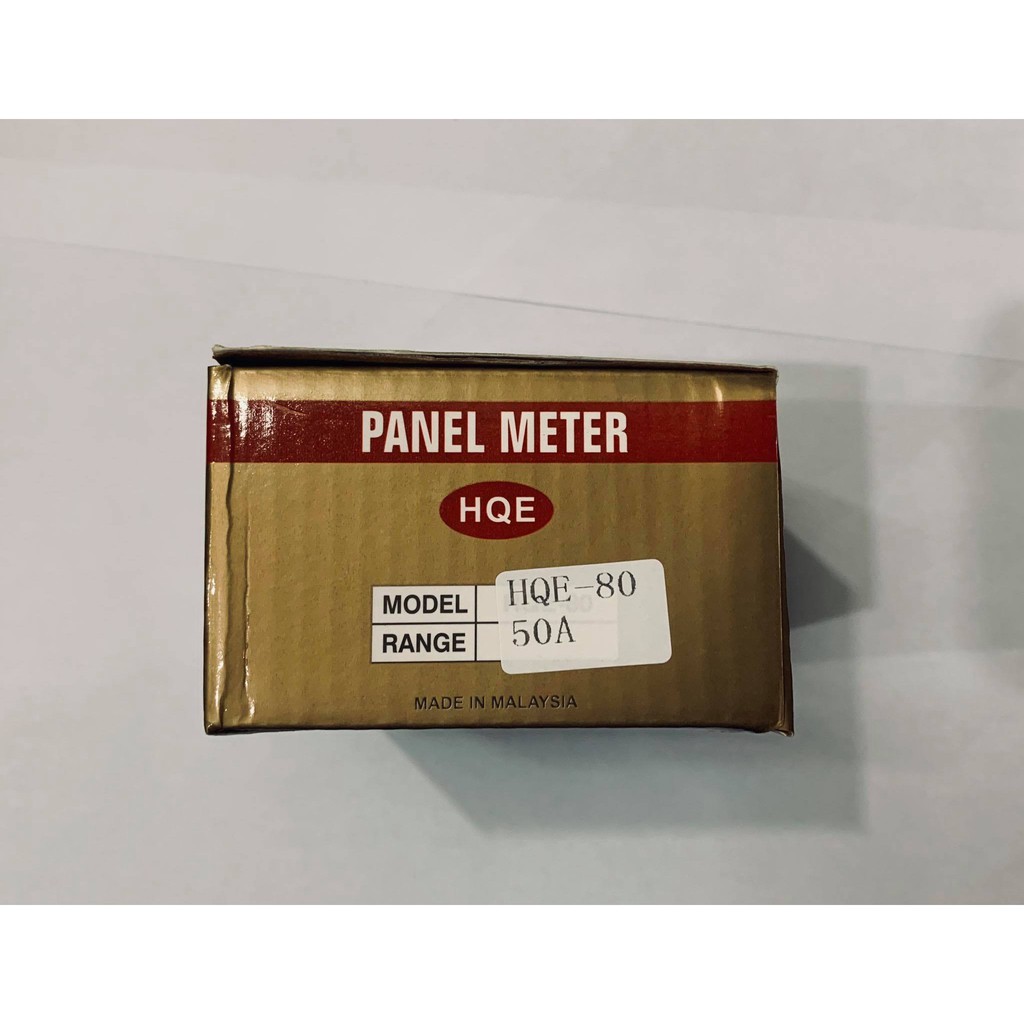 PANEL METER
HQE
MODEL HQE-80
RANGE 50A
MADE IN MALAYSIA